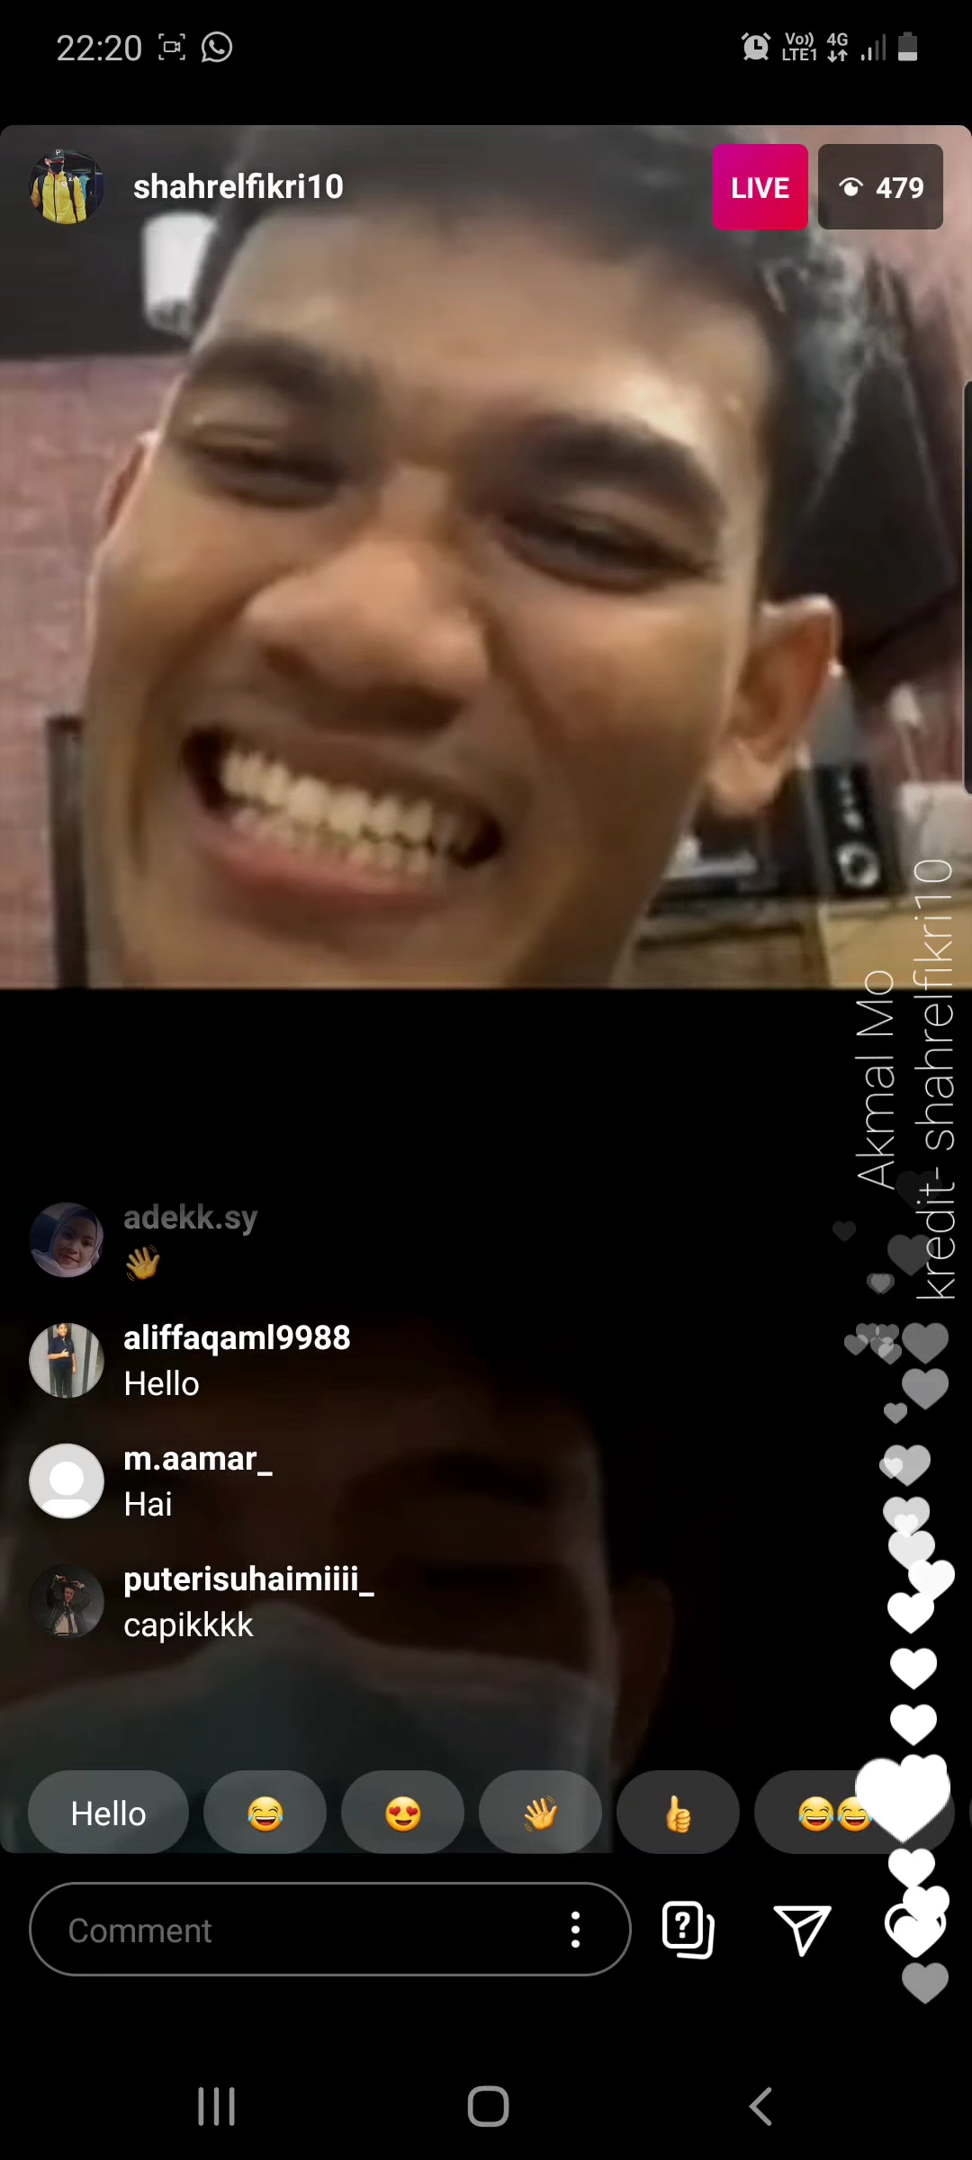 22:20
Vo)) LTE1 4G
shahrelfikri10
LIVE
479
Akmal Mo
kredit- shahrelfikri10
adekk.sy
👋
aliffaqaml9988
Hello
m.aamar_
Hai
puterisuhaimiiii_
capikkkk
Hello 😂 😍 👋 👍 😂😂
Comment